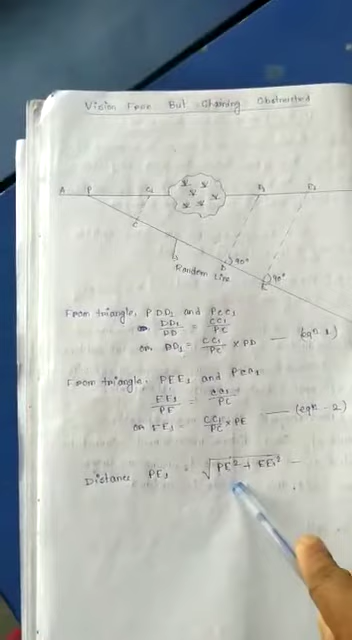 Vision Free But Chaining Obstructed
A P C1 D1 E1
C
D 90°
Random Line
E 90°
From triangle, PDD1 and PCC1
or DD1/PD = CC1/PC
or DD1 = CC1/PC × PD — (eqn. 1)
From triangle, PEE1 and PCC1
EE1/PE = CC1/PC
or EE1 = CC1/PC × PE — (eqn - 2)
Distance PE1 = √PE² + EE1² —